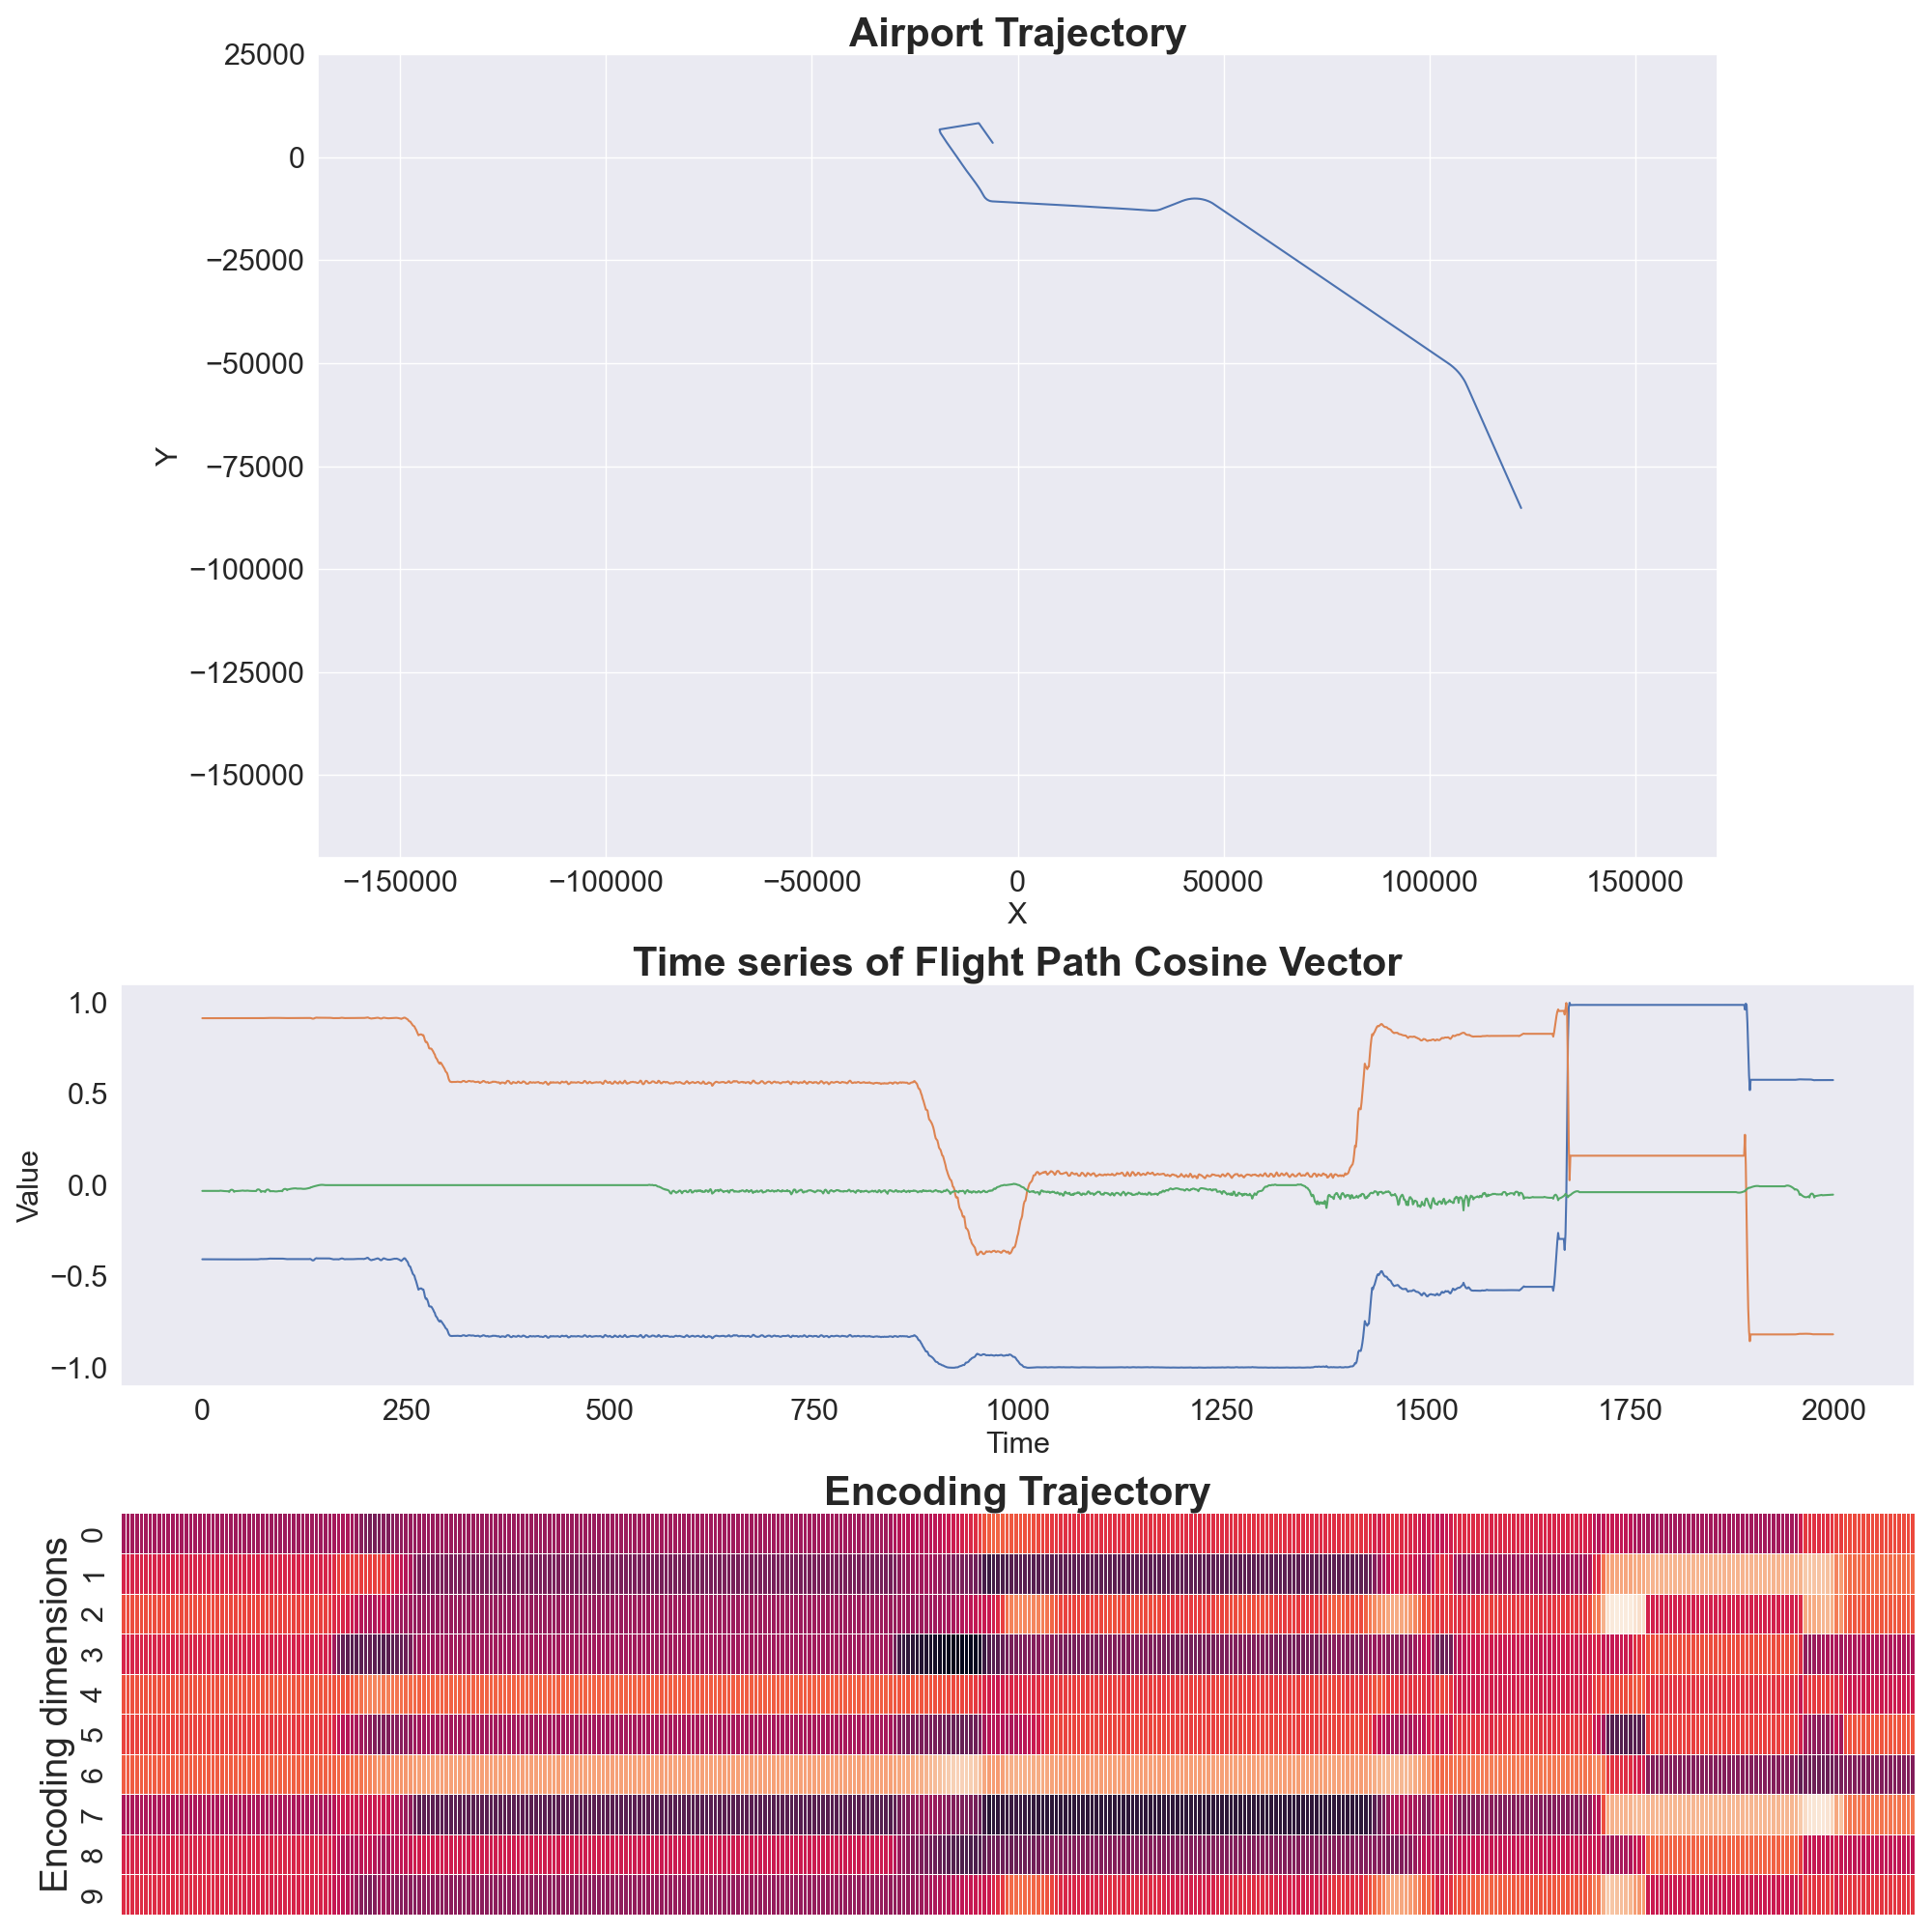 Airport Trajectory
25000
0
−25000
−50000
−75000
−100000
−125000
−150000
Y
−150000 −100000 −50000 0 50000 100000 150000
X
Time series of Flight Path Cosine Vector
1.0
0.5
0.0
−0.5
−1.0
Value
0 250 500 750 1000 1250 1500 1750 2000
Time
Encoding Trajectory
Encoding dimensions
0
1
2
3
4
5
6
7
8
9